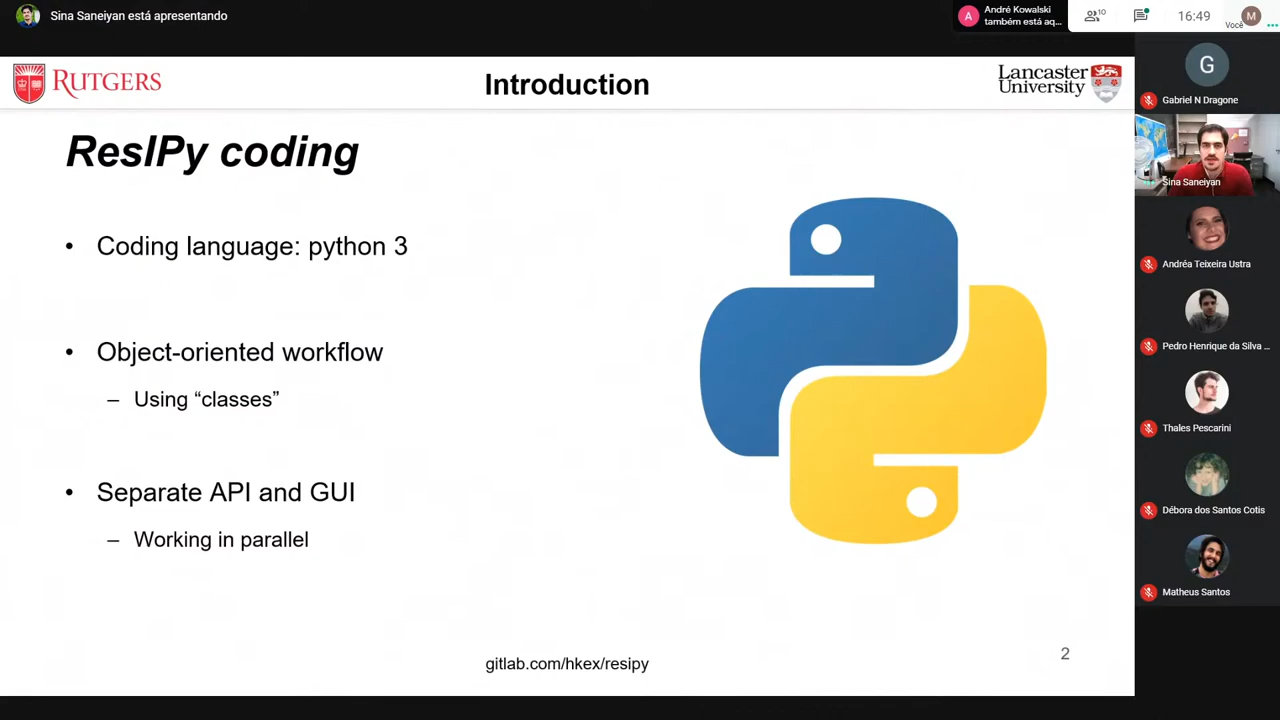 Sina Saneiyan está apresentando
A
André Kowalski
também está aq...
10
16:49
Você
M
RUTGERS
Introduction
Lancaster
University
G
Gabriel N Dragone
ResIPy coding
Sina Saneiyan
• Coding language: python 3
Andréa Teixeira Ustra
• Object-oriented workflow
Pedro Henrique da Silva ...
– Using “classes”
Thales Pescarini
• Separate API and GUI
Débora dos Santos Cotis
– Working in parallel
Matheus Santos
gitlab.com/hkex/resipy
2